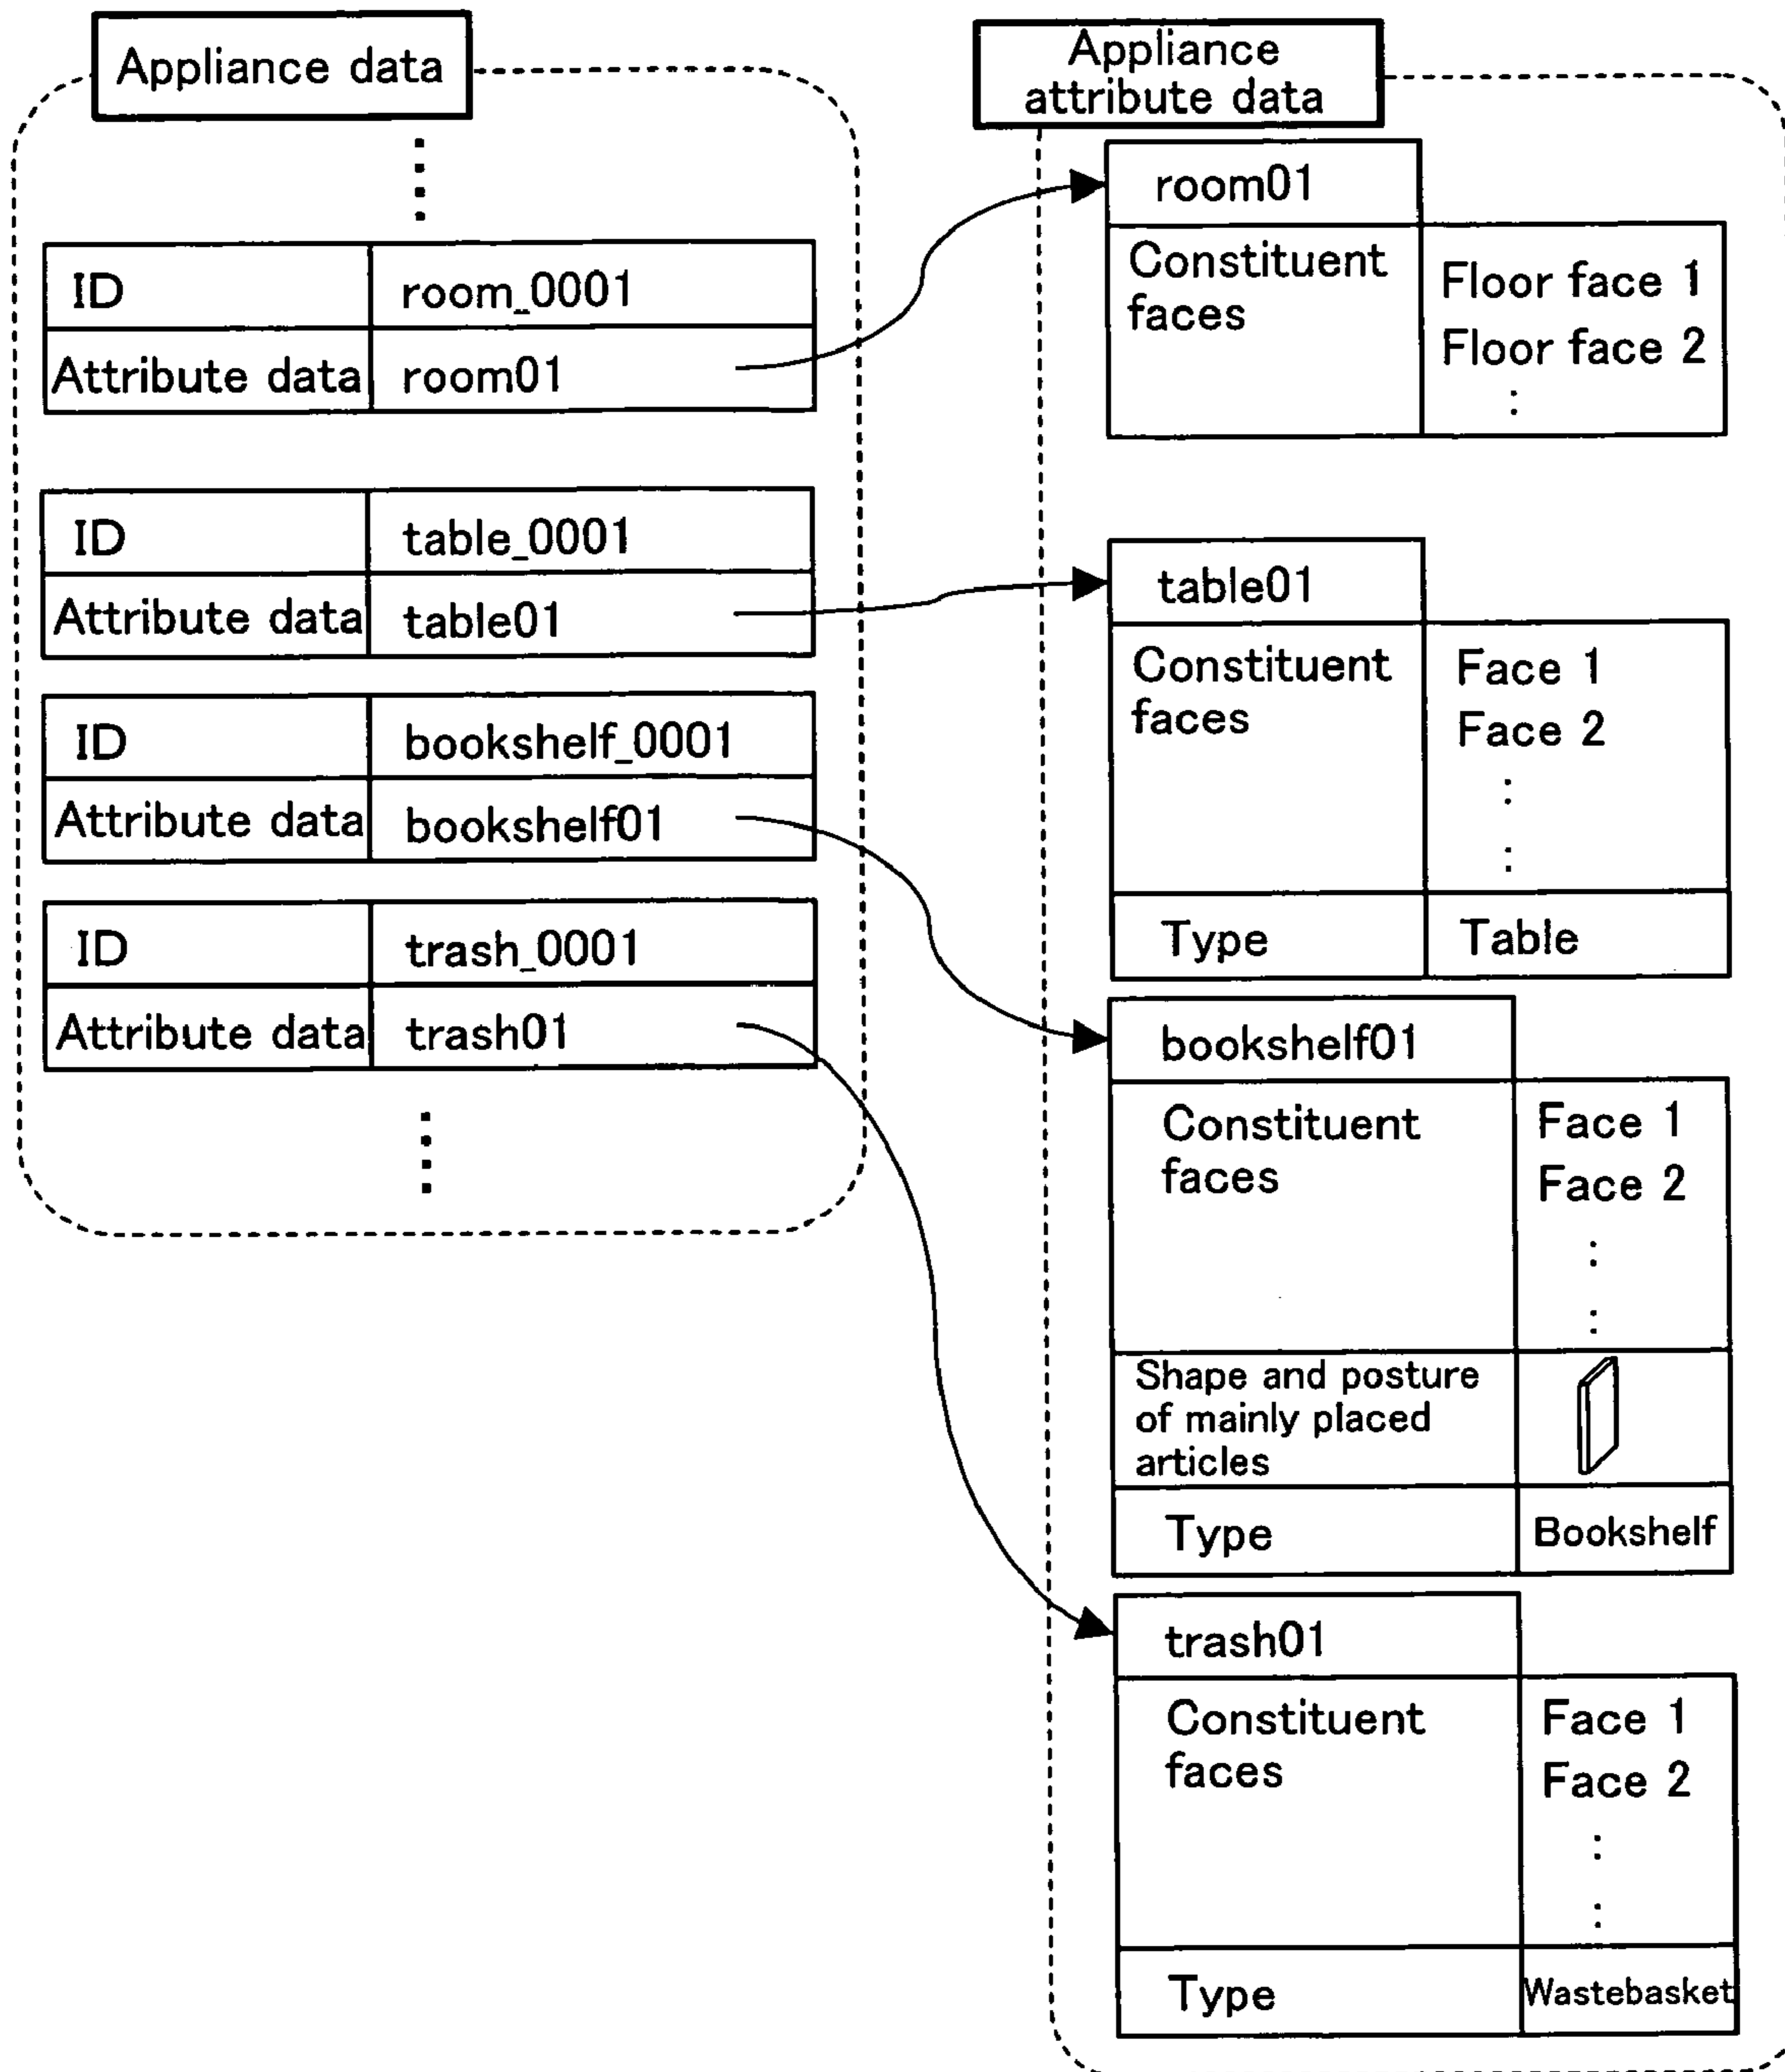 Appliance data
ID room_0001
Attribute data room01
ID table_0001
Attribute data table01
ID bookshelf_0001
Attribute data bookshelf01
ID trash_0001
Attribute data trash01
Appliance
attribute data
room01
Constituent
faces
Floor face 1
Floor face 2
table01
Constituent
faces
Face 1
Face 2
Type Table
bookshelf01
Constituent
faces
Face 1
Face 2
Shape and posture
of mainly placed
articles
Type Bookshelf
trash01
Constituent
faces
Face 1
Face 2
Type Wastebasket